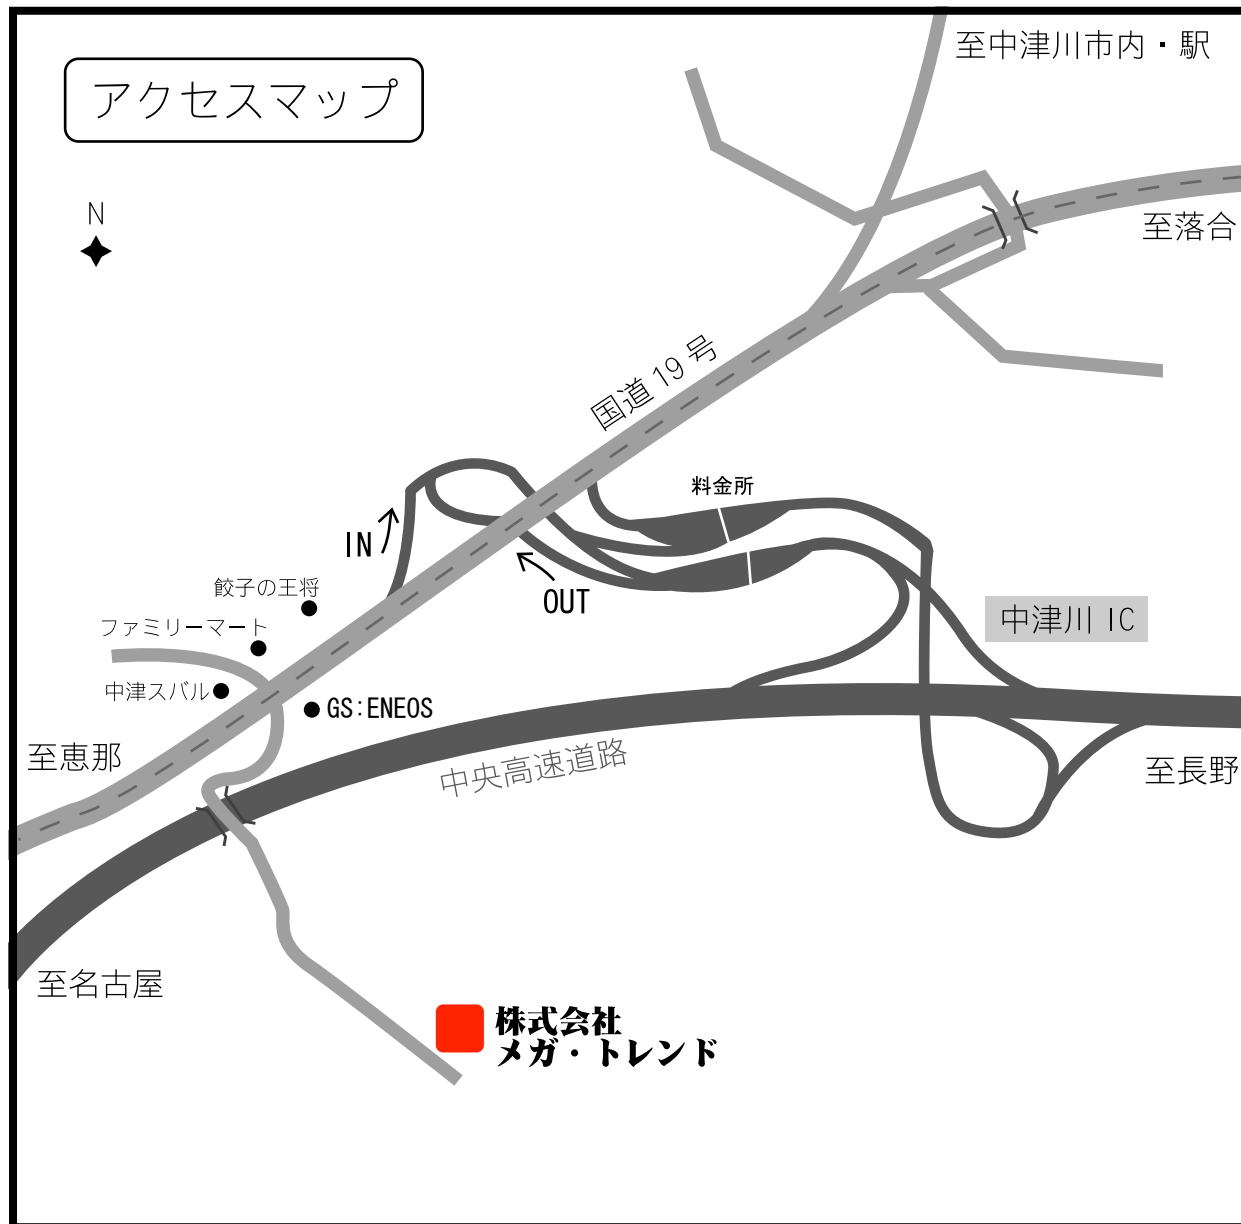 至中津川市内・駅
アクセスマップ
N
至落合
国道19号
料金所
IN
OUT
餃子の王将
中津川 IC
ファミリーマート
中津スバル
GS:ENEOS
至恵那
中央高速道路
至長野
至名古屋
株式会社
メガ・トレンド